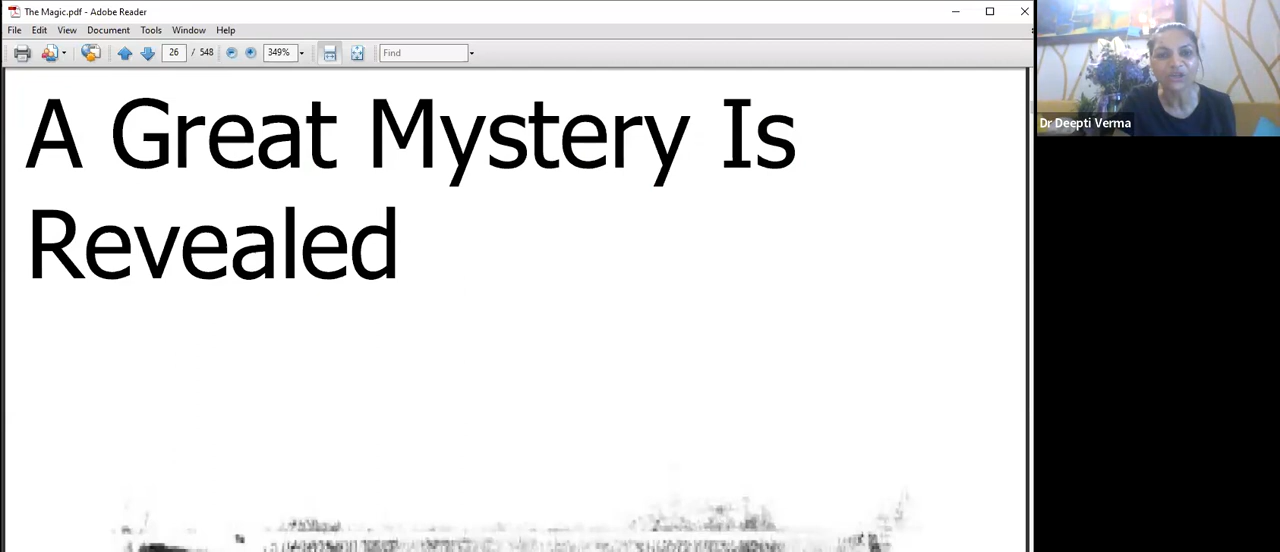 The Magic.pdf - Adobe Reader
File Edit View Document Tools Window Help
26 / 548 349% Find
A Great Mystery Is
Revealed
Dr Deepti Verma